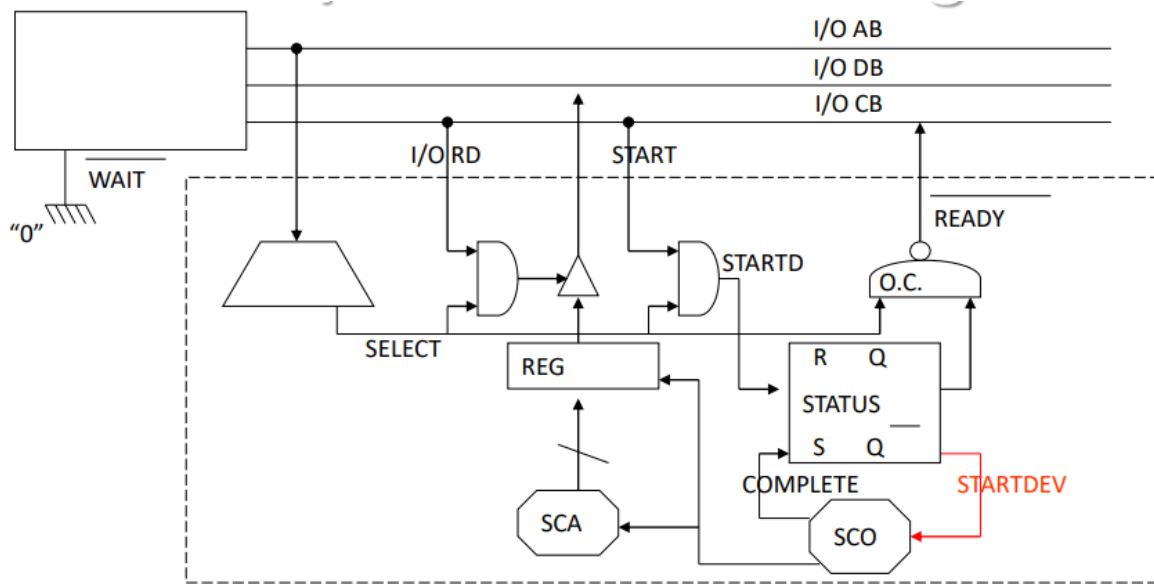 I/O AB
I/O DB
I/O CB
I/O RD
START
WAIT
READY
"0"
STARTD
O.C.
SELECT
REG
R Q
STATUS
S Q
COMPLETE
STARTDEV
SCA
SCO